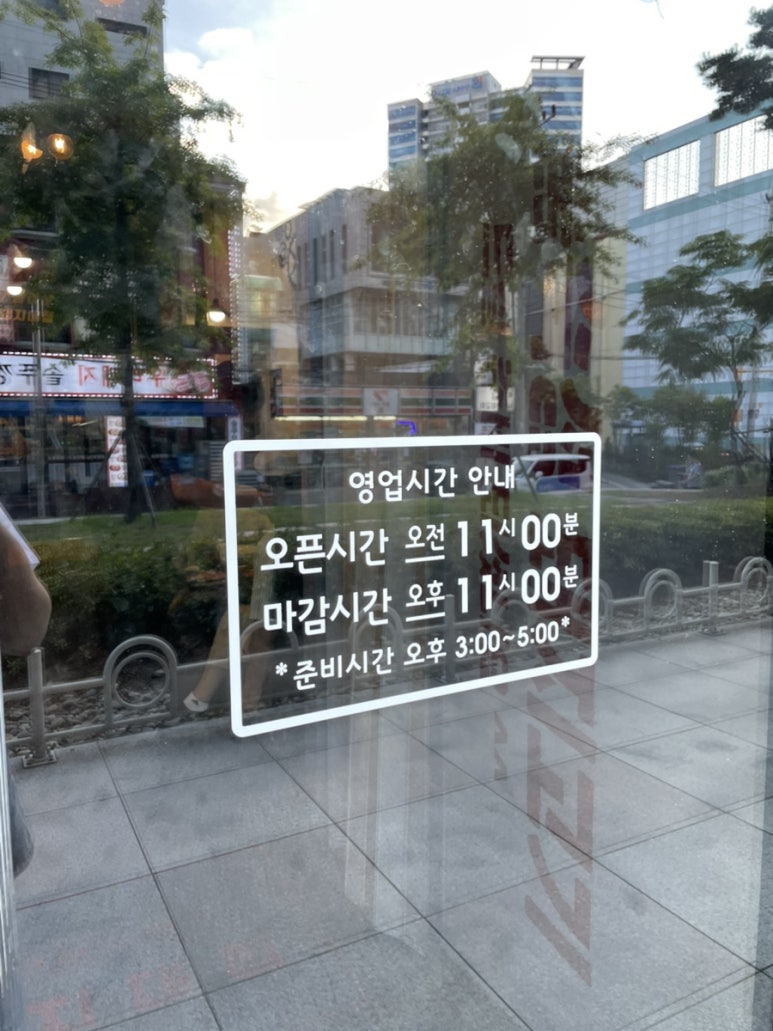 영업시간 안내
오픈시간 오전 11시 00분
마감시간 오후 11시 00분
*준비시간 오후 3:00~5:00*